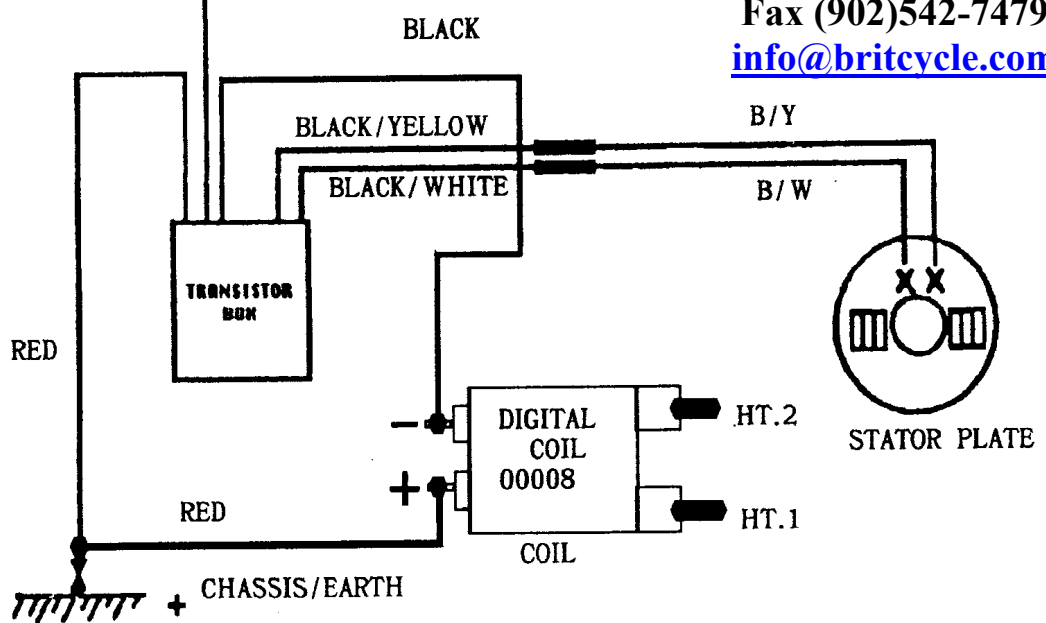 Fax (902)542-7479
info@britcycle.com
BLACK
BLACK/YELLOW
B/Y
BLACK/WHITE
B/W
TRANSISTOR
BOX
RED
- DIGITAL
COIL
00008
HT.2
STATOR PLATE
+
RED
HT.1
COIL
+ CHASSIS/EARTH